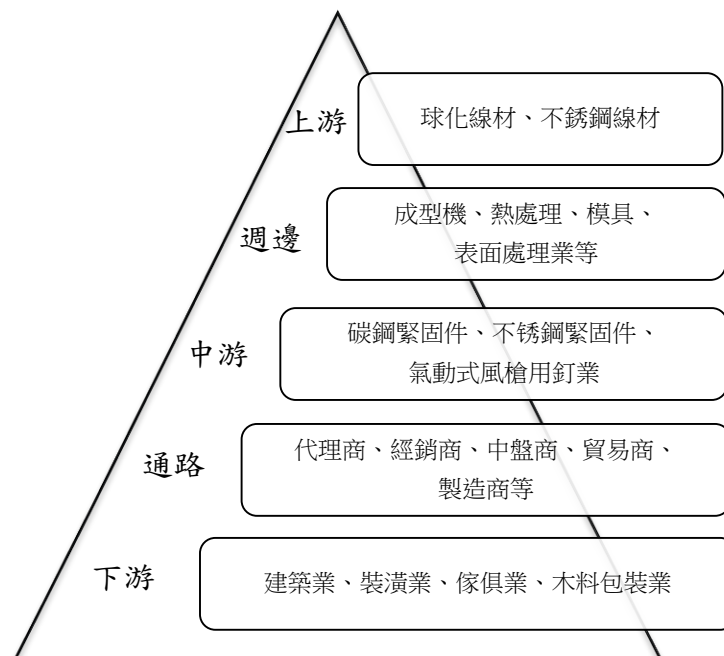 上游
球化線材、不銹鋼線材
週邊
成型機、熱處理、模具、
表面處理業等
中游
碳鋼緊固件、不锈鋼緊固件、
氣動式風槍用釘業
通路
代理商、經銷商、中盤商、貿易商、
製造商等
下游
建築業、裝潢業、傢俱業、木料包裝業